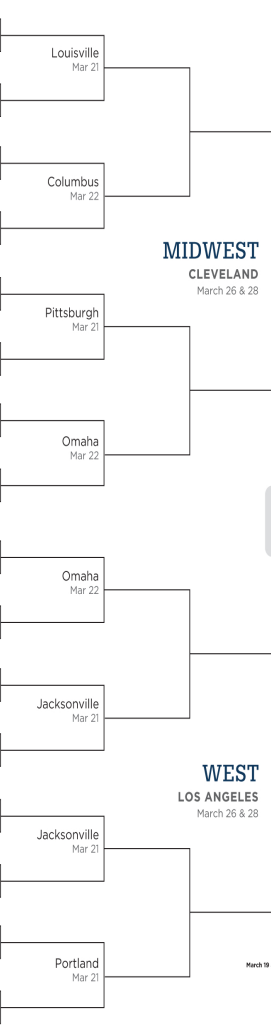 Louisville
Mar 21
Columbus
Mar 22
MIDWEST
CLEVELAND
March 26 & 28
Pittsburgh
Mar 21
Omaha
Mar 22
Omaha
Mar 22
Jacksonville
Mar 21
WEST
LOS ANGELES
March 26 & 28
Jacksonville
Mar 21
Portland
Mar 21
March 19